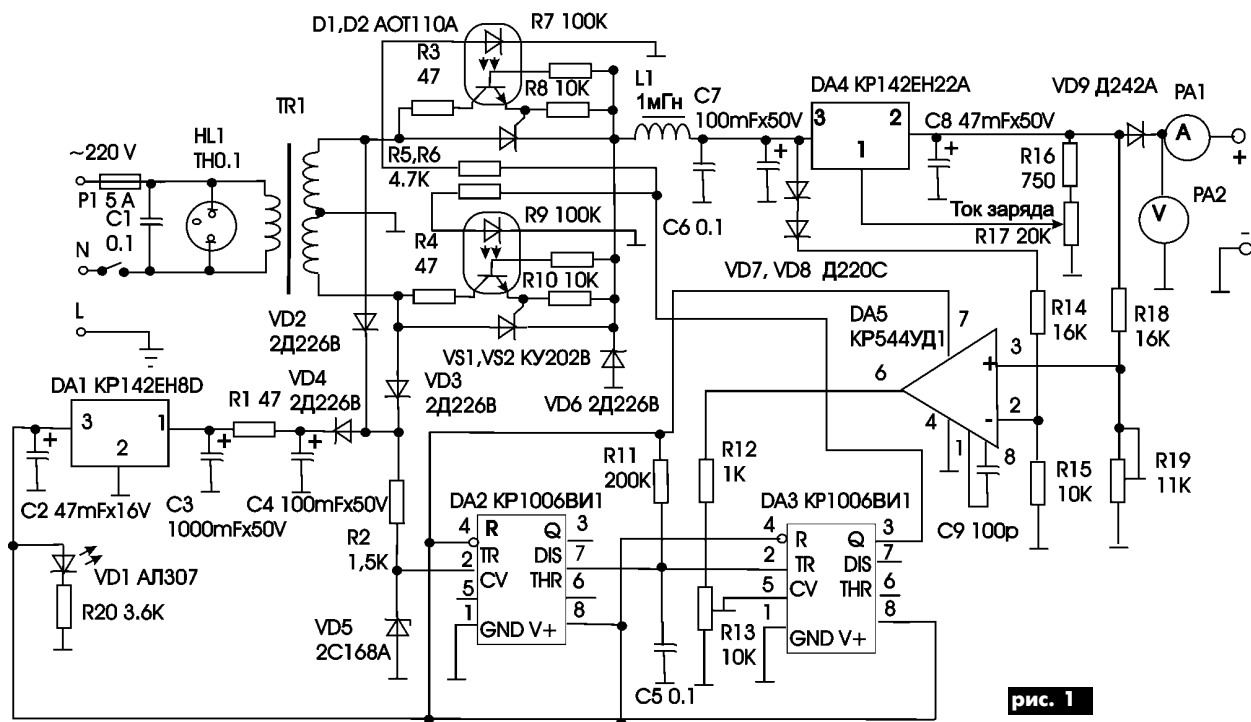 D1,D2 АОТ110А
R7 100K
R3
47
R8 10K
L1
1мГн
C7
100mFx50V
DA4 КР142ЕН22А
3
2
1
C8 47mFx50V
VD9 Д242А
PA1
A
+
TR1
~220 V
HL1
ТН0.1
P1 5 A
C1
0.1
N
L
R5,R6
4.7K
R9 100K
R4
47
R10 10K
C6 0.1
R16
750
Ток заряда
R17 20K
V
PA2
-
VD7, VD8 Д220С
VD2
2Д226В
VS1,VS2 КУ202В
DA5
КР544УД1
7
R14
16K
R18
16K
3
+
6
2
-
4
1
8
DA1 КР142ЕН8D
3
1
2
R1 47
VD4
2Д226В
VD3
2Д226В
VD6 2Д226В
C2 47mFx16V
C3
1000mFx50V
C4 100mFx50V
R11
200K
R12
1K
R15
10K
R19
11K
C9 100p
DA2 КР1006ВИ1
4
R
Q
3
TR
DIS
7
2
CV
THR
6
5
1
8
GND V+
DA3 КР1006ВИ1
4
R
Q
3
2
TR
DIS
7
5
CV
THR
6
1
8
GND V+
R2
1,5K
VD1 АЛ307
R20 3.6K
VD5
2С168А
R13
10K
C5 0.1
рис. 1